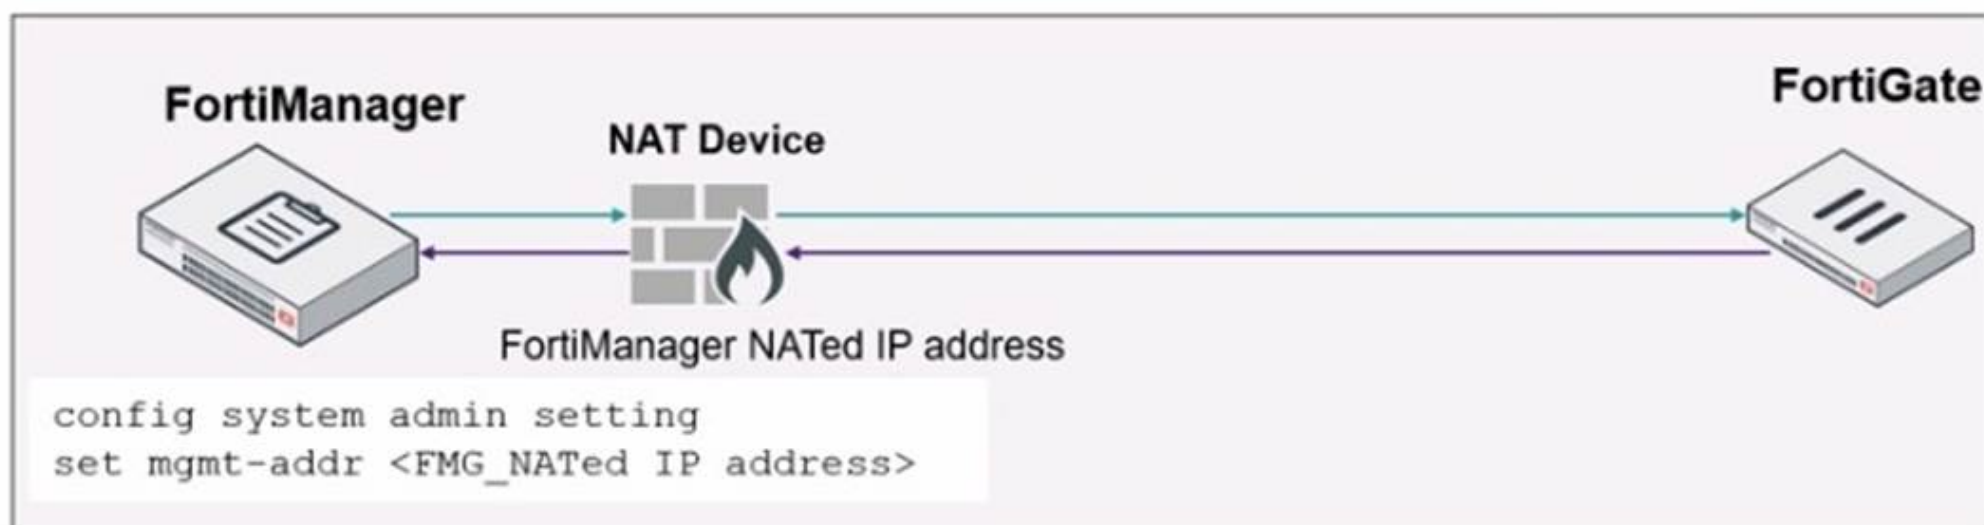 FortiManager
FortiGate
NAT Device
FortiManager NATed IP address
config system admin setting
set mgmt-addr <FMG_NATed IP address>